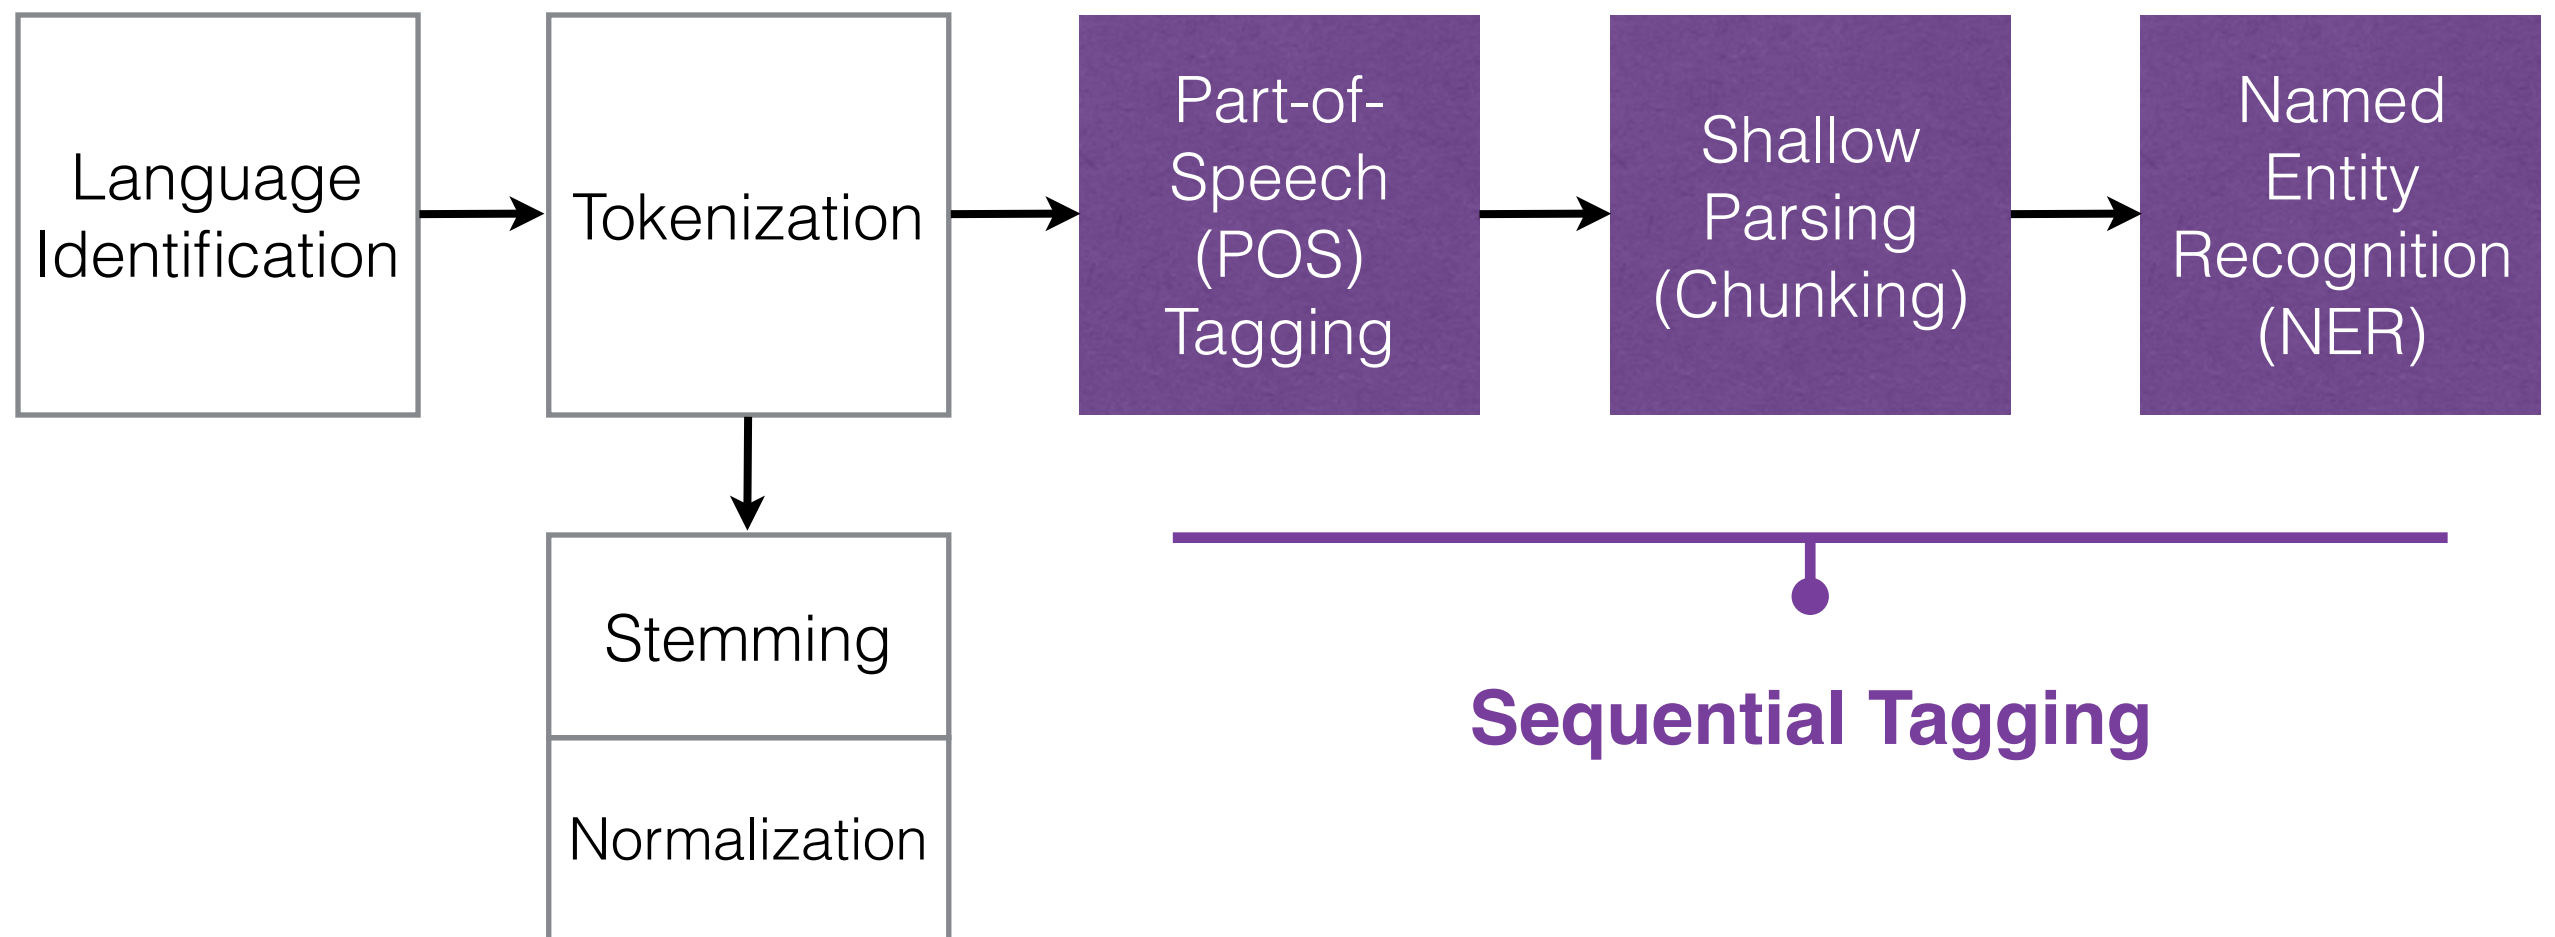 Language
Identification
Tokenization
Part-of-
Speech
(POS)
Tagging
Shallow
Parsing
(Chunking)
Named
Entity
Recognition
(NER)
Stemming
Normalization
Sequential Tagging